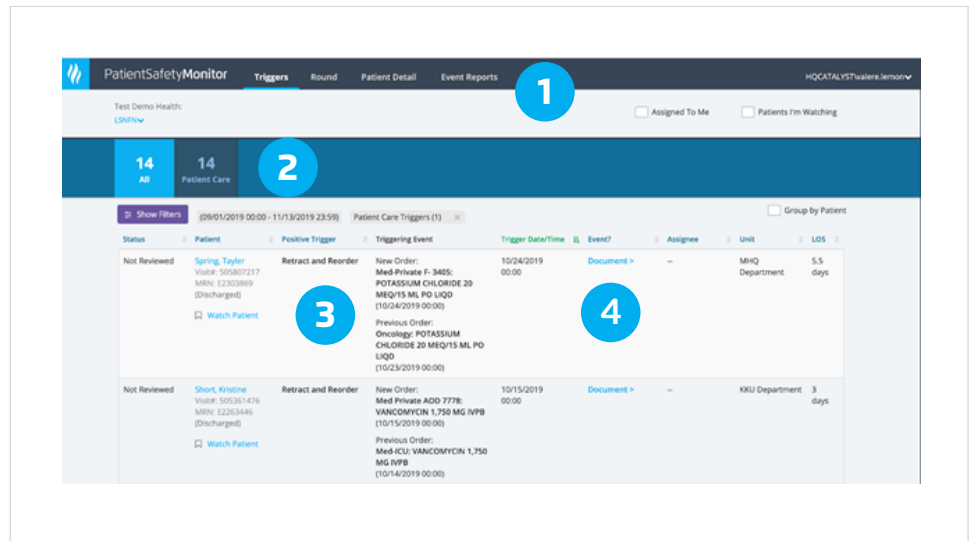 PatientSafetyMonitor Triggers Round Patient Detail Event Reports HQCATALYST\valere.lemon
1
Test Demo Health:
LSNFN
Assigned To Me Patients I'm Watching
14 14
All Patient Care
2
Show Filters (09/01/2019 00:00 - 11/13/2019 23:59) Patient Care Triggers (1) × Group by Patient
Status Patient Positive Trigger Triggering Event Trigger Date/Time Event? Assignee Unit LOS
Not Reviewed
Spring, Tayler
Visit#: 505807217
MRN: E2303869
(Discharged)
Watch Patient
Retract and Reorder
3
New Order:
Med-Private F- 3405:
POTASSIUM CHLORIDE 20
MEQ/15 ML PO LIQD
(10/24/2019 00:00)
Previous Order:
Oncology: POTASSIUM
CHLORIDE 20 MEQ/15 ML PO
LIQD
(10/23/2019 00:00)
10/24/2019
00:00
Document >
4
--
MHQ
Department
5.5
days
Not Reviewed
Short, Kristine
Visit#: 505361476
MRN: E2263446
(Discharged)
Watch Patient
Retract and Reorder
New Order:
Med Private AOD 7778:
VANCOMYCIN 1,750 MG IVPB
(10/15/2019 00:00)
Previous Order:
Med-ICU: VANCOMYCIN 1,750
MG IVPB
(10/14/2019 00:00)
10/15/2019
00:00
Document >
--
KKU Department
3
days